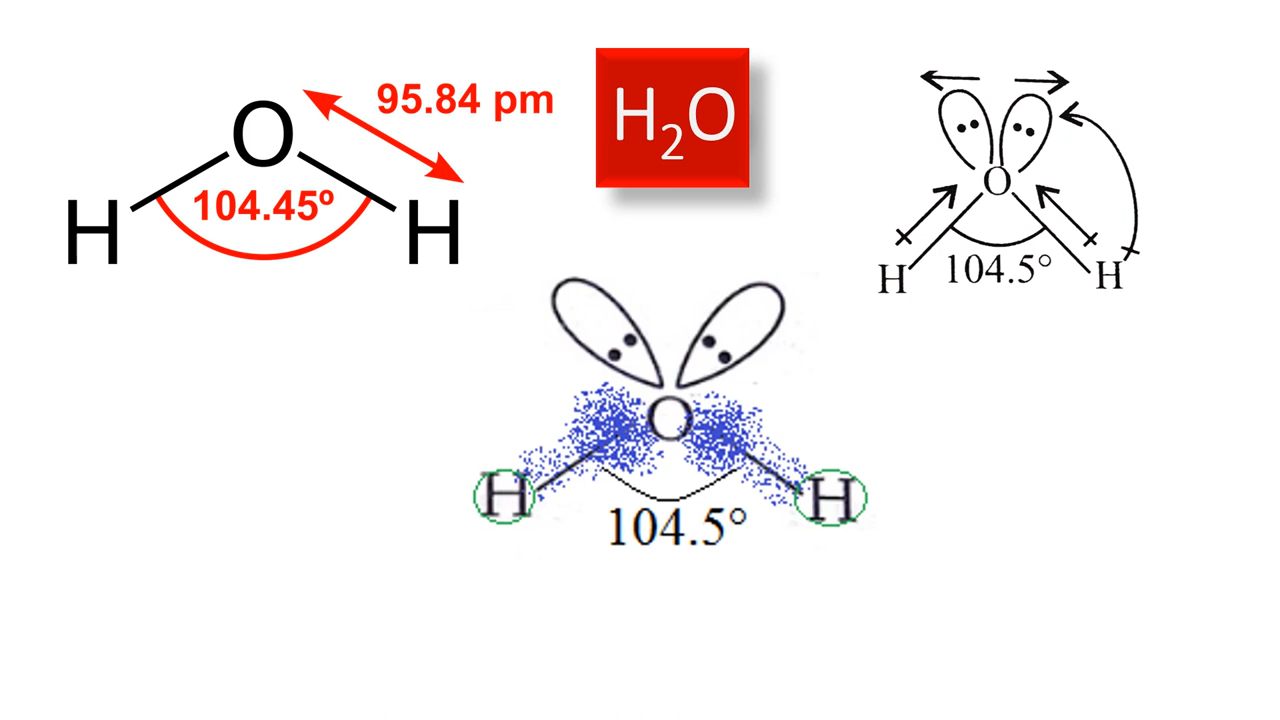 O
95.84 pm
104.45º
H H
H₂O
O
H 104.5° H
O
H H
104.5°